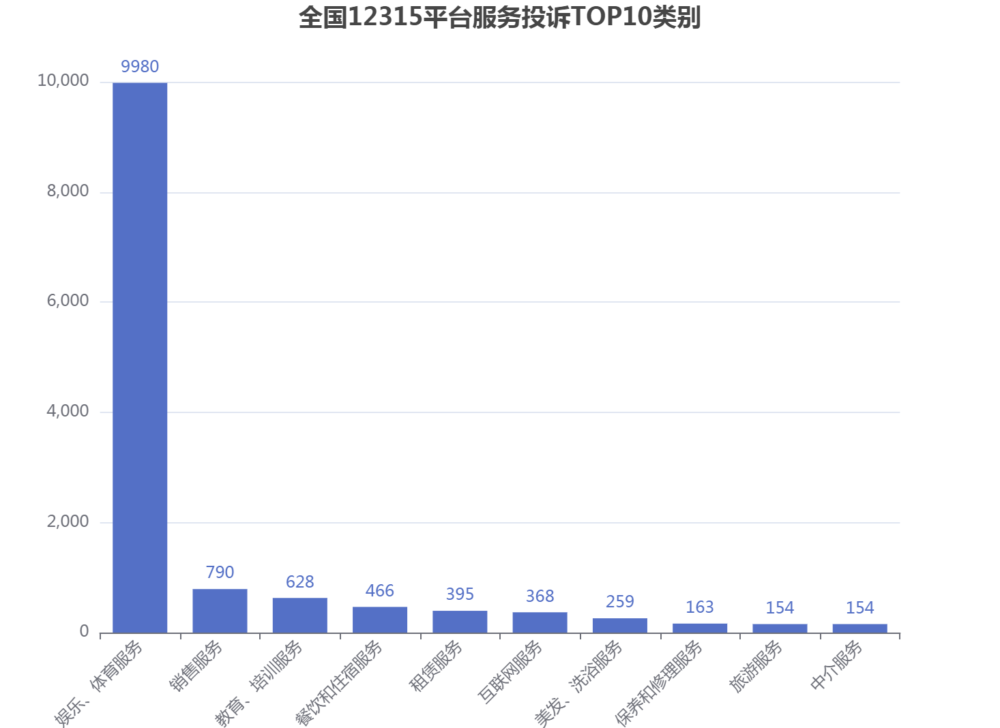 全国12315平台服务投诉TOP10类别
10,000
8,000
6,000
4,000
2,000
0
9980
790
628
466
395
368
259
163
154
154
娱乐、体育服务
销售服务
教育、培训服务
餐饮和住宿服务
租赁服务
互联网服务
美发、洗浴服务
保养和修理服务
旅游服务
中介服务